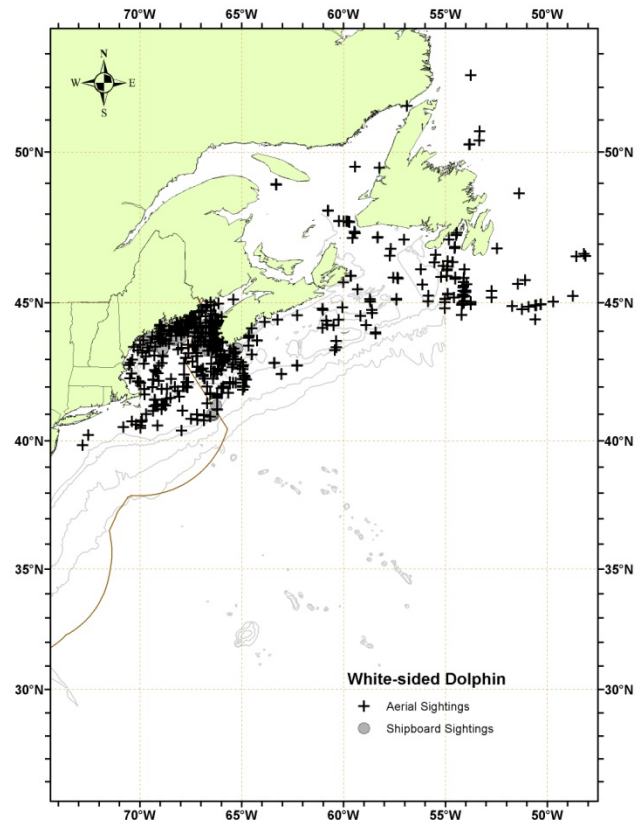 70°W 65°W 60°W 55°W 50°W
N
W E
S
50°N 50°N
45°N 45°N
40°N 40°N
35°N 35°N
30°N 30°N
White-sided Dolphin
Aerial Sightings
Shipboard Sightings
70°W 65°W 60°W 55°W 50°W